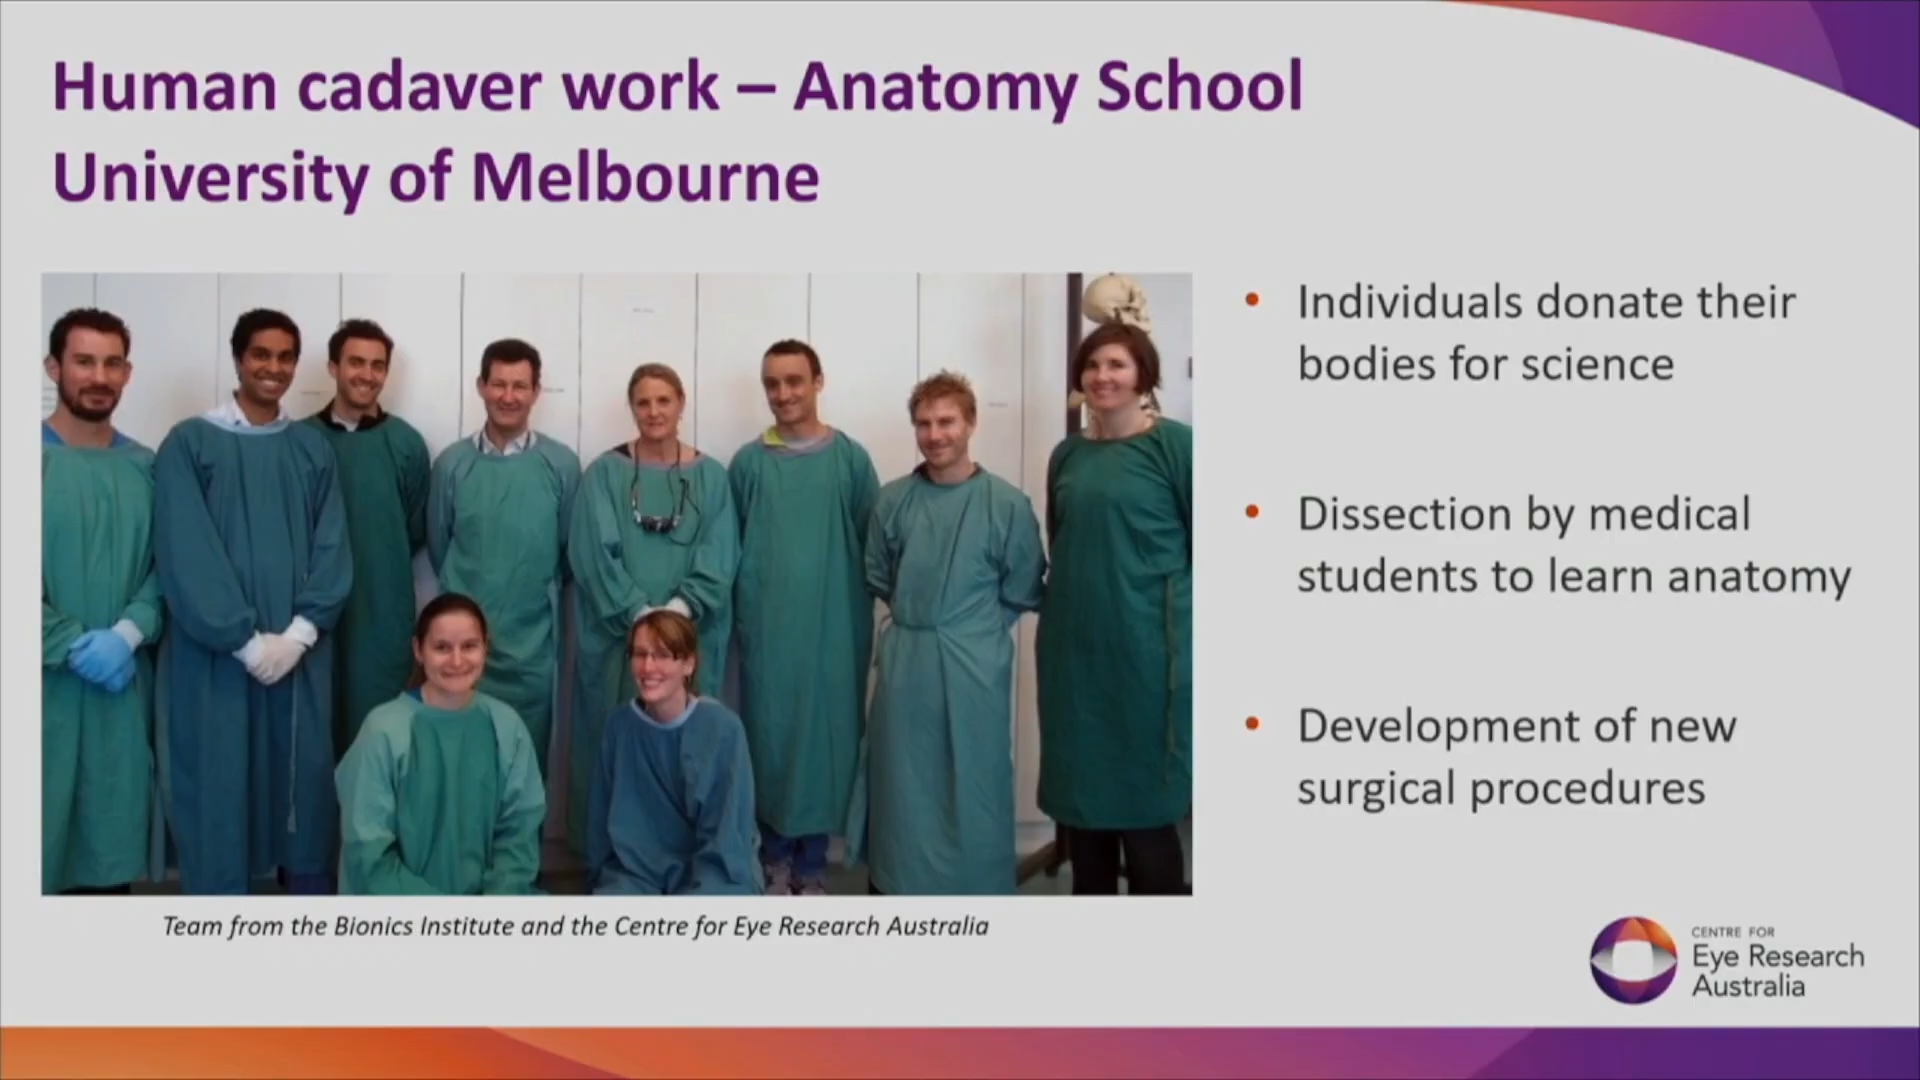 Human cadaver work – Anatomy School
University of Melbourne
• Individuals donate their
bodies for science
• Dissection by medical
students to learn anatomy
• Development of new
surgical procedures
Team from the Bionics Institute and the Centre for Eye Research Australia
CENTRE FOR
Eye Research
Australia